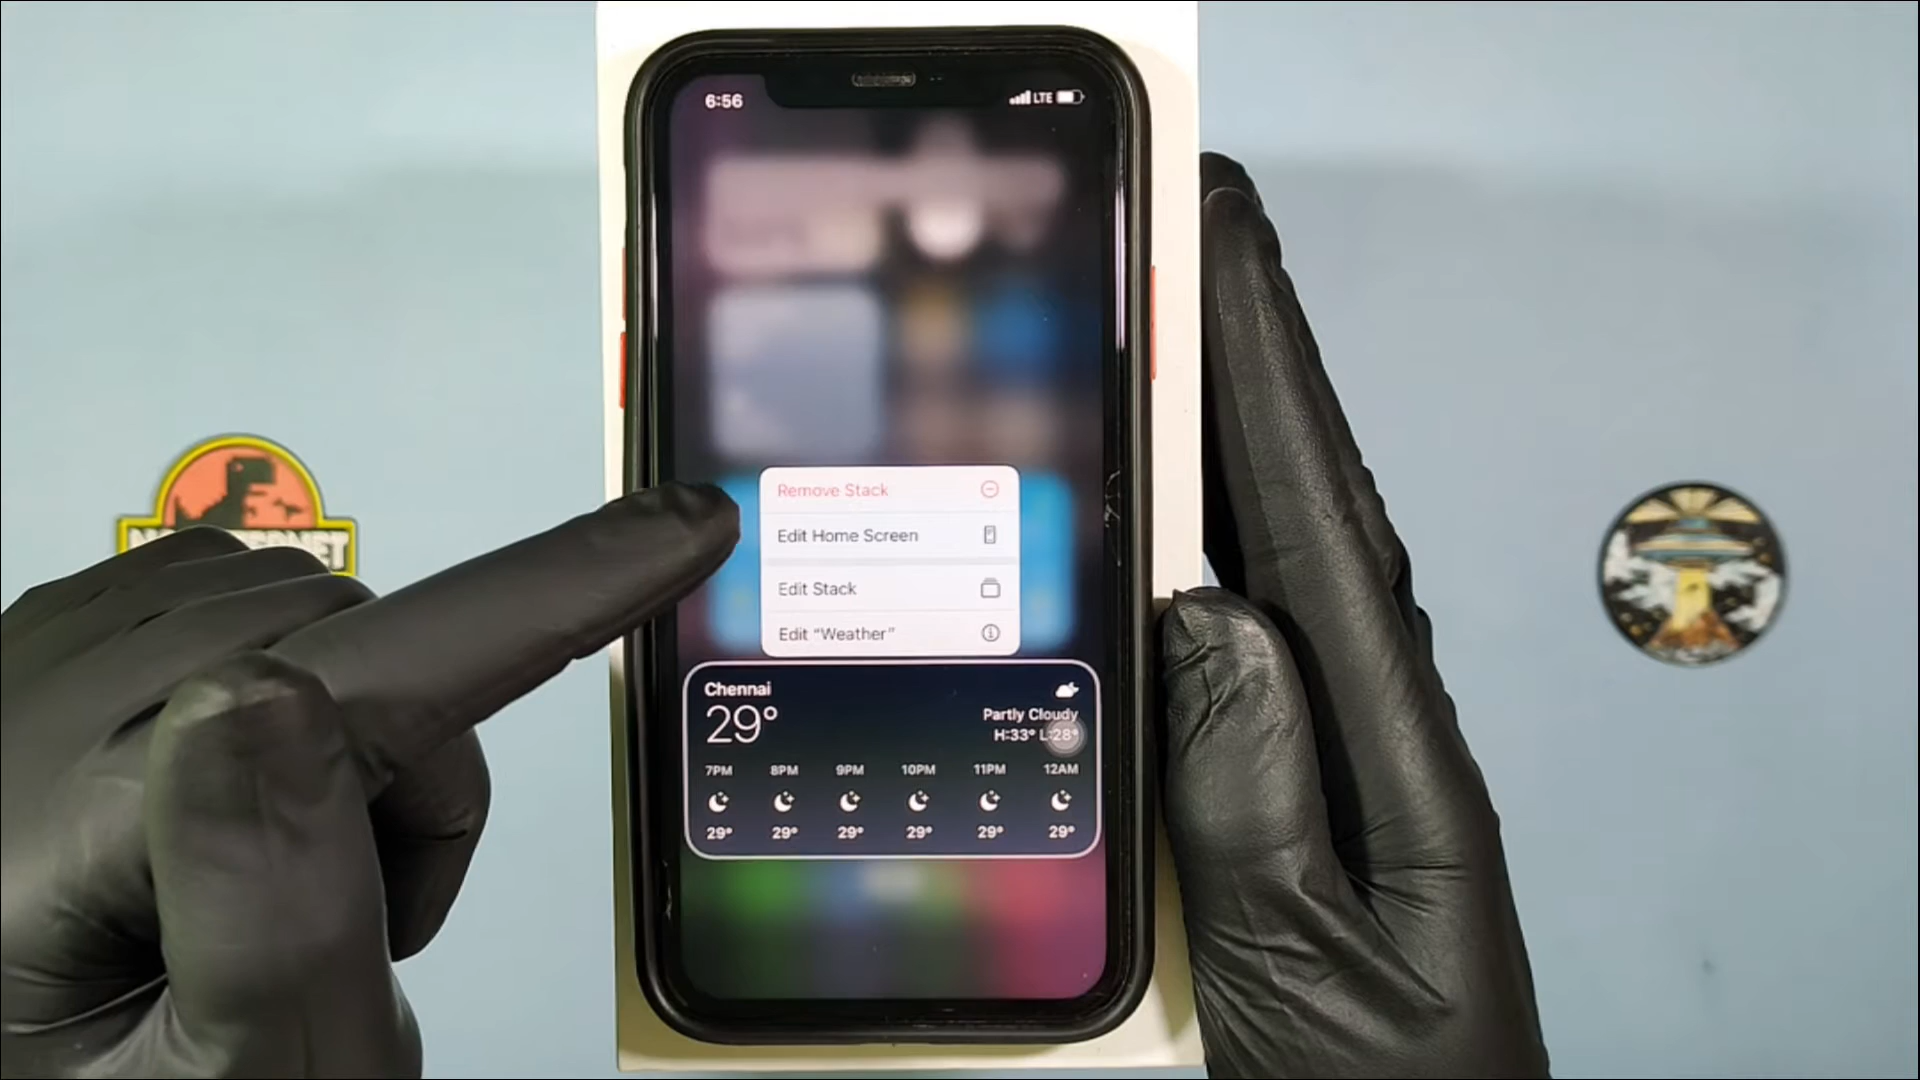 6:56
LTE
Remove Stack
Edit Home Screen
Edit Stack
Edit “Weather”
Chennai
29°
Partly Cloudy
H:33° L:28°
7PM 8PM 9PM 10PM 11PM 12AM
29° 29° 29° 29° 29° 29°